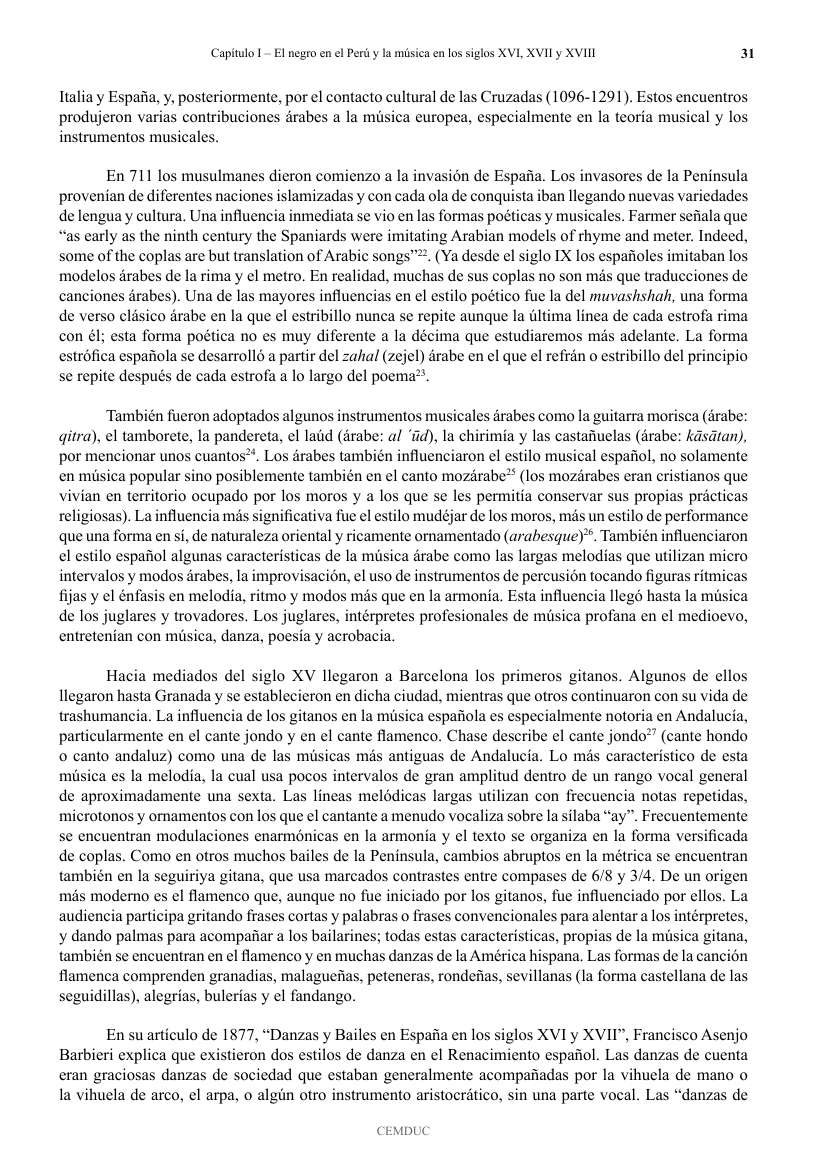 Capítulo I – El negro en el Perú y la música en los siglos XVI, XVII y XVIII 31
Italia y España, y, posteriormente, por el contacto cultural de las Cruzadas (1096-1291). Estos encuentros
produjeron varias contribuciones árabes a la música europea, especialmente en la teoría musical y los
instrumentos musicales.
En 711 los musulmanes dieron comienzo a la invasión de España. Los invasores de la Península
provenían de diferentes naciones islamizadas y con cada ola de conquista iban llegando nuevas variedades
de lengua y cultura. Una influencia inmediata se vio en las formas poéticas y musicales. Farmer señala que
“as early as the ninth century the Spaniards were imitating Arabian models of rhyme and meter. Indeed,
some of the coplas are but translation of Arabic songs”22. (Ya desde el siglo IX los españoles imitaban los
modelos árabes de la rima y el metro. En realidad, muchas de sus coplas no son más que traducciones de
canciones árabes). Una de las mayores influencias en el estilo poético fue la del muvashshah, una forma
de verso clásico árabe en la que el estribillo nunca se repite aunque la última línea de cada estrofa rima
con él; esta forma poética no es muy diferente a la décima que estudiaremos más adelante. La forma
estrófica española se desarrolló a partir del zahal (zejel) árabe en el que el refrán o estribillo del principio
se repite después de cada estrofa a lo largo del poema23.
También fueron adoptados algunos instrumentos musicales árabes como la guitarra morisca (árabe:
qitra), el tamborete, la pandereta, el laúd (árabe: al ´ūd), la chirimía y las castañuelas (árabe: kāsātan),
por mencionar unos cuantos24. Los árabes también influenciaron el estilo musical español, no solamente
en música popular sino posiblemente también en el canto mozárabe25 (los mozárabes eran cristianos que
vivían en territorio ocupado por los moros y a los que se les permitía conservar sus propias prácticas
religiosas). La influencia más significativa fue el estilo mudéjar de los moros, más un estilo de performance
que una forma en sí, de naturaleza oriental y ricamente ornamentado (arabesque)26. También influenciaron
el estilo español algunas características de la música árabe como las largas melodías que utilizan micro
intervalos y modos árabes, la improvisación, el uso de instrumentos de percusión tocando figuras rítmicas
fijas y el énfasis en melodía, ritmo y modos más que en la armonía. Esta influencia llegó hasta la música
de los juglares y trovadores. Los juglares, intérpretes profesionales de música profana en el medioevo,
entretenían con música, danza, poesía y acrobacia.
Hacia mediados del siglo XV llegaron a Barcelona los primeros gitanos. Algunos de ellos
llegaron hasta Granada y se establecieron en dicha ciudad, mientras que otros continuaron con su vida de
trashumancia. La influencia de los gitanos en la música española es especialmente notoria en Andalucía,
particularmente en el cante jondo y en el cante flamenco. Chase describe el cante jondo27 (cante hondo
o canto andaluz) como una de las músicas más antiguas de Andalucía. Lo más característico de esta
música es la melodía, la cual usa pocos intervalos de gran amplitud dentro de un rango vocal general
de aproximadamente una sexta. Las líneas melódicas largas utilizan con frecuencia notas repetidas,
microtonos y ornamentos con los que el cantante a menudo vocaliza sobre la sílaba “ay”. Frecuentemente
se encuentran modulaciones enarmónicas en la armonía y el texto se organiza en la forma versificada
de coplas. Como en otros muchos bailes de la Península, cambios abruptos en la métrica se encuentran
también en la seguiriya gitana, que usa marcados contrastes entre compases de 6/8 y 3/4. De un origen
más moderno es el flamenco que, aunque no fue iniciado por los gitanos, fue influenciado por ellos. La
audiencia participa gritando frases cortas y palabras o frases convencionales para alentar a los intérpretes,
y dando palmas para acompañar a los bailarines; todas estas características, propias de la música gitana,
también se encuentran en el flamenco y en muchas danzas de la América hispana. Las formas de la canción
flamenca comprenden granadias, malagueñas, peteneras, rondeñas, sevillanas (la forma castellana de las
seguidillas), alegrías, bulerías y el fandango.
En su artículo de 1877, “Danzas y Bailes en España en los siglos XVI y XVII”, Francisco Asenjo
Barbieri explica que existieron dos estilos de danza en el Renacimiento español. Las danzas de cuenta
eran graciosas danzas de sociedad que estaban generalmente acompañadas por la vihuela de mano o
la vihuela de arco, el arpa, o algún otro instrumento aristocrático, sin una parte vocal. Las “danzas de
CEMDUC